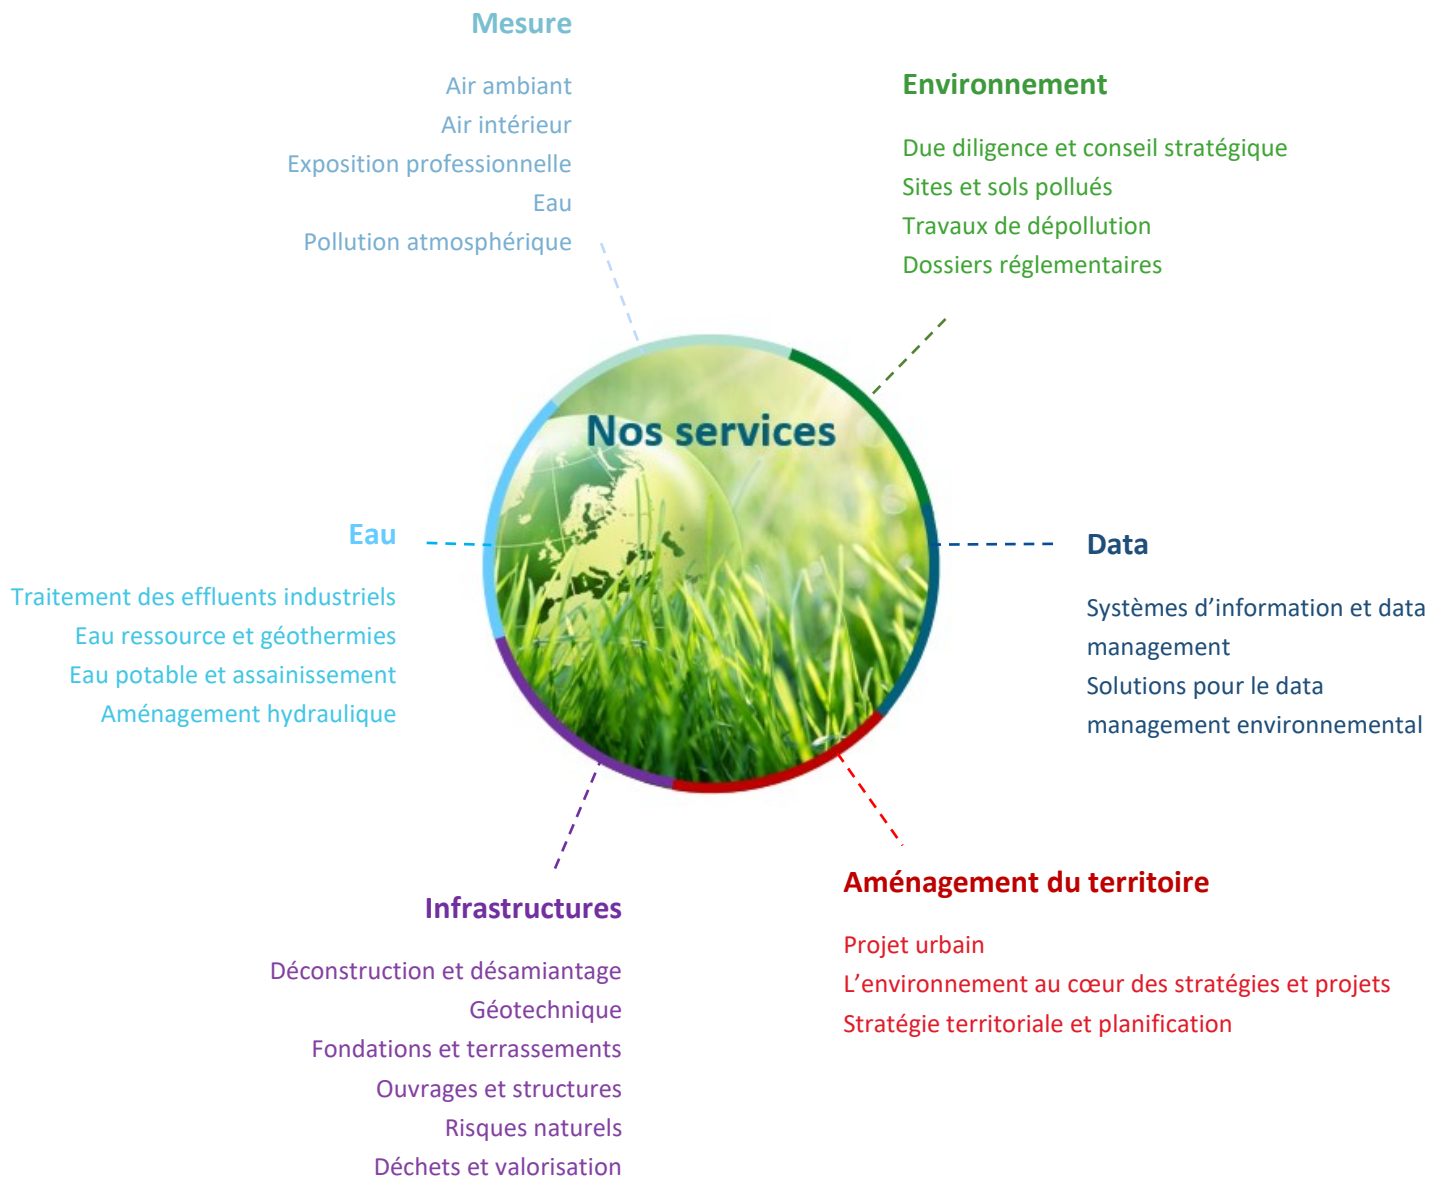 Mesure
Air ambiant
Air intérieur
Exposition professionnelle
Eau
Pollution atmosphérique
Environnement
Due diligence et conseil stratégique
Sites et sols pollués
Travaux de dépollution
Dossiers réglementaires
Nos services
Eau
Traitement des effluents industriels
Eau ressource et géothermies
Eau potable et assainissement
Aménagement hydraulique
Data
Systèmes d’information et data
management
Solutions pour le data
management environnemental
Infrastructures
Déconstruction et désamiantage
Géotechnique
Fondations et terrassements
Ouvrages et structures
Risques naturels
Déchets et valorisation
Aménagement du territoire
Projet urbain
L’environnement au cœur des stratégies et projets
Stratégie territoriale et planification